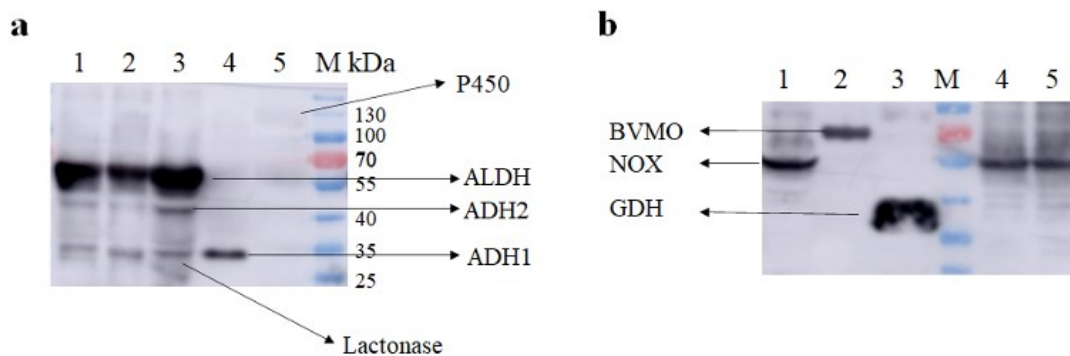 a
1 2 3 4 5 M kDa
P450
130
100
70
55
40
35
25
ALDH
ADH2
ADH1
Lactonase
b
1 2 3 M 4 5
BVMO
NOX
GDH